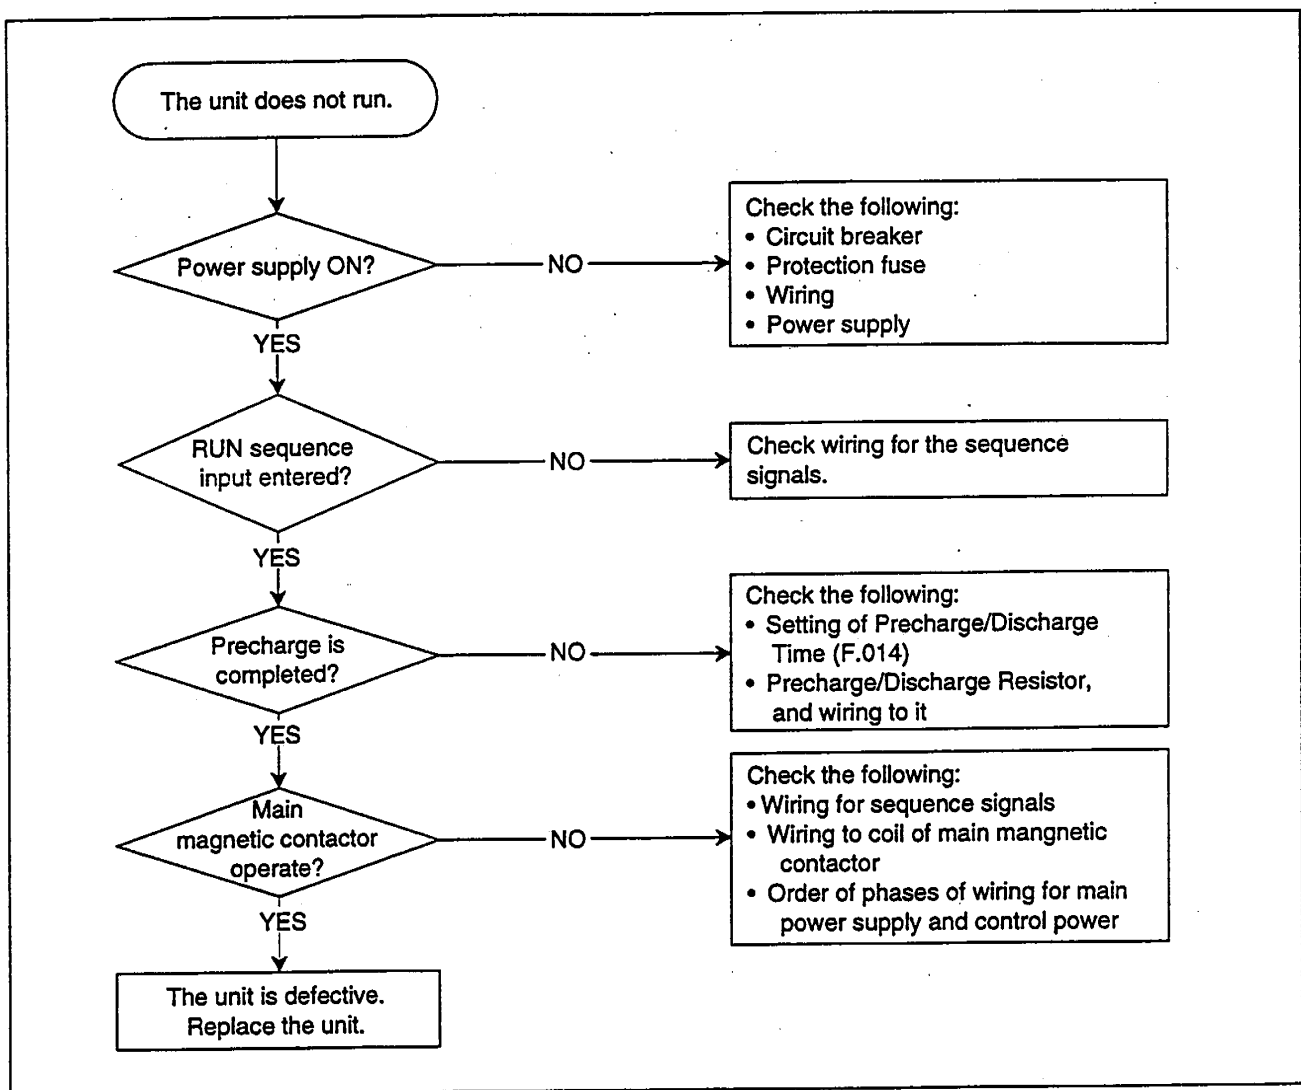 The unit does not run.
Power supply ON?
NO
Check the following:
• Circuit breaker
• Protection fuse
• Wiring
• Power supply
YES
RUN sequence
input entered?
NO
Check wiring for the sequence
signals.
YES
Precharge is
completed?
NO
Check the following:
• Setting of Precharge/Discharge
Time (F.014)
• Precharge/Discharge Resistor,
and wiring to it
YES
Main
magnetic contactor
operate?
NO
Check the following:
• Wiring for sequence signals
• Wiring to coil of main mangnetic
contactor
• Order of phases of wiring for main
power supply and control power
YES
The unit is defective.
Replace the unit.